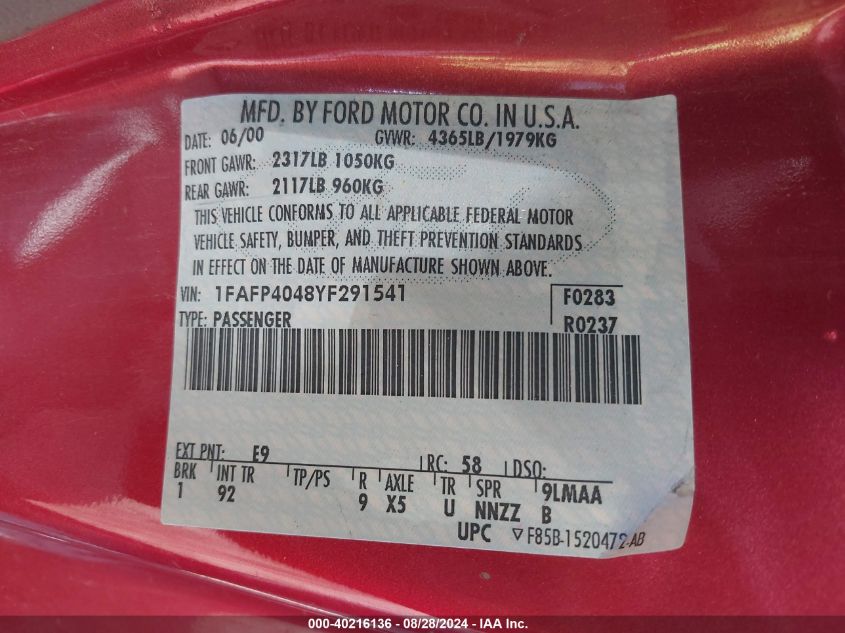 MFD. BY FORD MOTOR CO. IN U.S.A.
DATE: 06/00 GVWR: 4365LB/1979KG
FRONT GAWR: 2317LB 1050KG
REAR GAWR: 2117LB 960KG
THIS VEHICLE CONFORMS TO ALL APPLICABLE FEDERAL MOTOR
VEHICLE SAFETY, BUMPER, AND THEFT PREVENTION STANDARDS
IN EFFECT ON THE DATE OF MANUFACTURE SHOWN ABOVE.
VIN: 1FAFP4048YF291541 F0283
TYPE: PASSENGER R0237
EXT PNT: E9 RC: 58 DSO:
BRK INT TR TP/PS R AXLE TR SPR 9LMAA
1 92 9 X5 U NNZZ B
UPC ▽F85B-1520472-AB
000-40216136 - 08/28/2024 - IAA Inc.